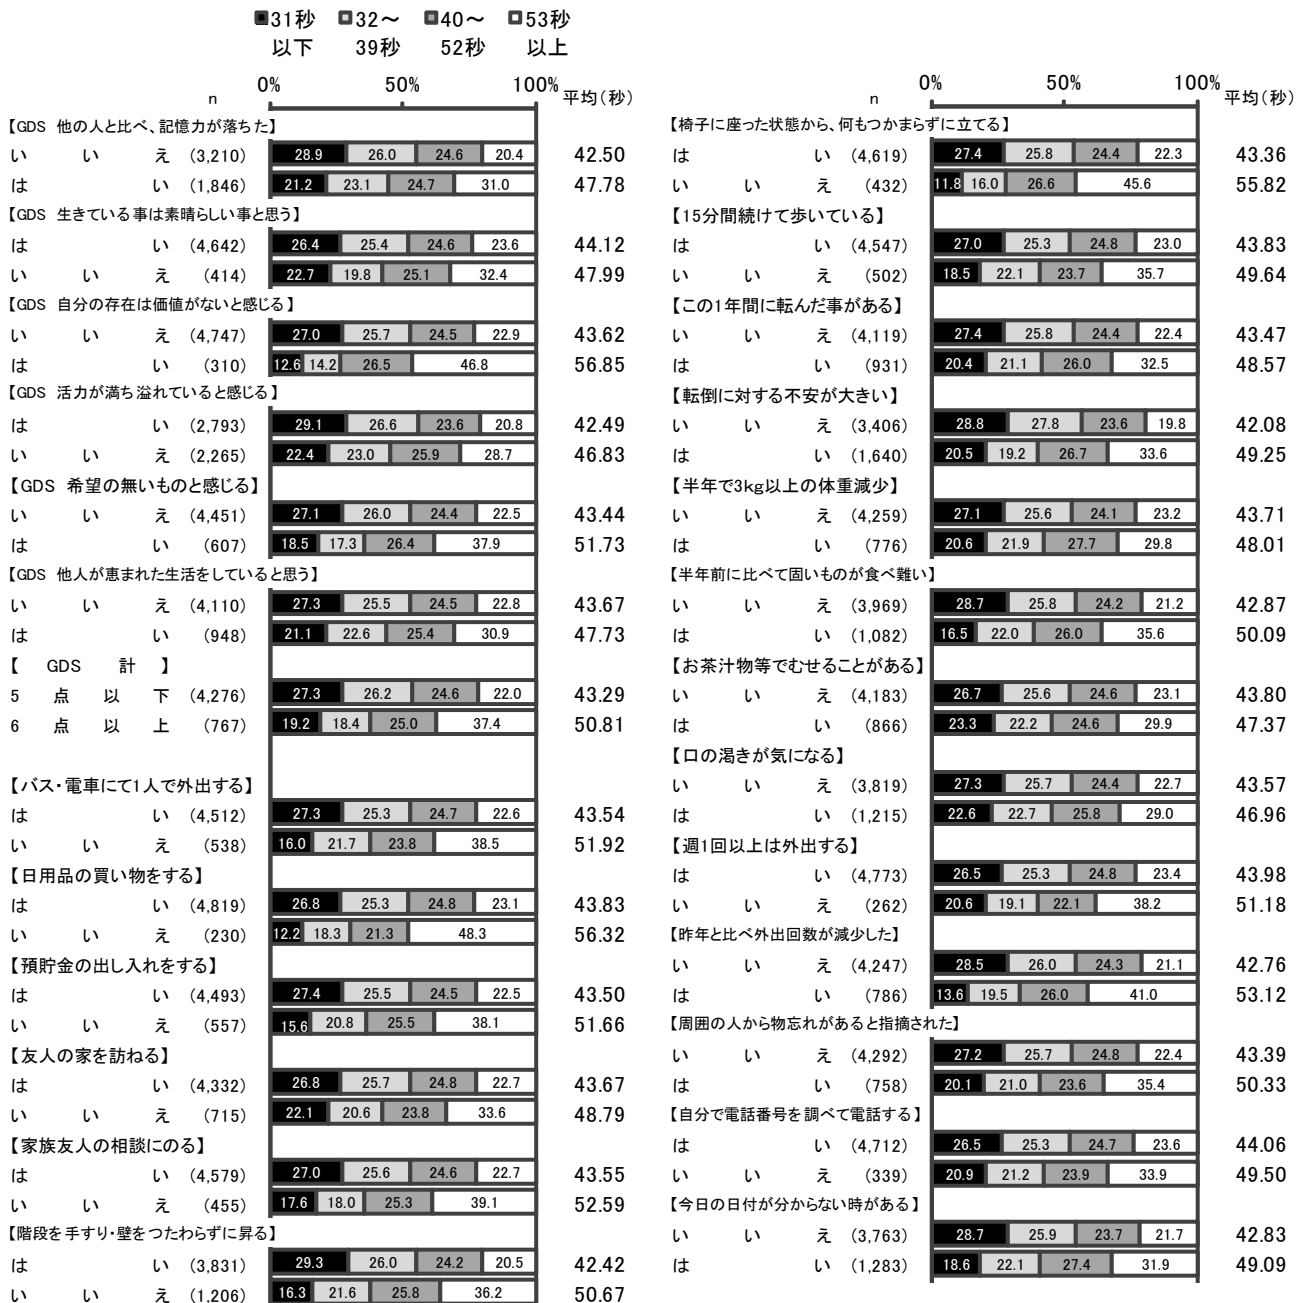 ■31秒以下 □32～39秒 ■40～52秒 □53秒以上
n 0% 50% 100% 平均(秒)
【GDS 他の人と比べ、記憶力が落ちた】
いいえ (3,210) 28.9 26.0 24.6 20.4 42.50
はい (1,846) 21.2 23.1 24.7 31.0 47.78
【GDS 生きている事は素晴らしい事と思う】
はい (4,642) 26.4 25.4 24.6 23.6 44.12
いいえ (414) 22.7 19.8 25.1 32.4 47.99
【GDS 自分の存在は価値がないと感じる】
いいえ (4,747) 27.0 25.7 24.5 22.9 43.62
はい (310) 12.6 14.2 26.5 46.8 56.85
【GDS 活力が満ち溢れていると感じる】
はい (2,793) 29.1 26.6 23.6 20.8 42.49
いいえ (2,265) 22.4 23.0 25.9 28.7 46.83
【GDS 希望の無いものと感じる】
いいえ (4,451) 27.1 26.0 24.4 22.5 43.44
はい (607) 18.5 17.3 26.4 37.9 51.73
【GDS 他人が恵まれた生活をしていると思う】
いいえ (4,110) 27.3 25.5 24.5 22.8 43.67
はい (948) 21.1 22.6 25.4 30.9 47.73
【 GDS 計 】
5点以下 (4,276) 27.3 26.2 24.6 22.0 43.29
6点以上 (767) 19.2 18.4 25.0 37.4 50.81
【バス・電車にて1人で外出する】
はい (4,512) 27.3 25.3 24.7 22.6 43.54
いいえ (538) 16.0 21.7 23.8 38.5 51.92
【日用品の買い物をする】
はい (4,819) 26.8 25.3 24.8 23.1 43.83
いいえ (230) 12.2 18.3 21.3 48.3 56.32
【預貯金の出し入れをする】
はい (4,493) 27.4 25.5 24.5 22.5 43.50
いいえ (557) 15.6 20.8 25.5 38.1 51.66
【友人の家を訪ねる】
はい (4,332) 26.8 25.7 24.8 22.7 43.67
いいえ (715) 22.1 20.6 23.8 33.6 48.79
【家族友人の相談にのる】
はい (4,579) 27.0 25.6 24.6 22.7 43.55
いいえ (455) 17.6 18.0 25.3 39.1 52.59
【階段を手すり・壁をつたわらずに昇る】
はい (3,831) 29.3 26.0 24.2 20.5 42.42
いいえ (1,206) 16.3 21.6 25.8 36.2 50.67
n 0% 50% 100% 平均(秒)
【椅子に座った状態から、何もつかまらずに立てる】
はい (4,619) 27.4 25.8 24.4 22.3 43.36
いいえ (432) 11.8 16.0 26.6 45.6 55.82
【15分間続けて歩いている】
はい (4,547) 27.0 25.3 24.8 23.0 43.83
いいえ (502) 18.5 22.1 23.7 35.7 49.64
【この1年間に転んだ事がある】
いいえ (4,119) 27.4 25.8 24.4 22.4 43.47
はい (931) 20.4 21.1 26.0 32.5 48.57
【転倒に対する不安が大きい】
いいえ (3,406) 28.8 27.8 23.6 19.8 42.08
はい (1,640) 20.5 19.2 26.7 33.6 49.25
【半年で3kg以上の体重減少】
いいえ (4,259) 27.1 25.6 24.1 23.2 43.71
はい (776) 20.6 21.9 27.7 29.8 48.01
【半年前に比べて固いものが食べ難い】
いいえ (3,969) 28.7 25.8 24.2 21.2 42.87
はい (1,082) 16.5 22.0 26.0 35.6 50.09
【お茶汁物等でむせることがある】
いいえ (4,183) 26.7 25.6 24.6 23.1 43.80
はい (866) 23.3 22.2 24.6 29.9 47.37
【口の渇きが気になる】
いいえ (3,819) 27.3 25.7 24.4 22.7 43.57
はい (1,215) 22.6 22.7 25.8 29.0 46.96
【週1回以上は外出する】
はい (4,773) 26.5 25.3 24.8 23.4 43.98
いいえ (262) 20.6 19.1 22.1 38.2 51.18
【昨年と比べ外出回数が減少した】
いいえ (4,247) 28.5 26.0 24.3 21.1 42.76
はい (786) 13.6 19.5 26.0 41.0 53.12
【周囲の人から物忘れがあると指摘された】
いいえ (4,292) 27.2 25.7 24.8 22.4 43.39
はい (758) 20.1 21.0 23.6 35.4 50.33
【自分で電話番号を調べて電話する】
はい (4,712) 26.5 25.3 24.7 23.6 44.06
いいえ (339) 20.9 21.2 23.9 33.9 49.50
【今日の日付が分からない時がある】
いいえ (3,763) 28.7 25.9 23.7 21.7 42.83
はい (1,283) 18.6 22.1 27.4 31.9 49.09